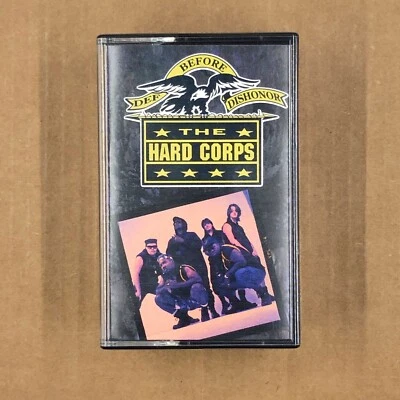 DEF BEFORE DISHONOR
THE
HARD CORPS